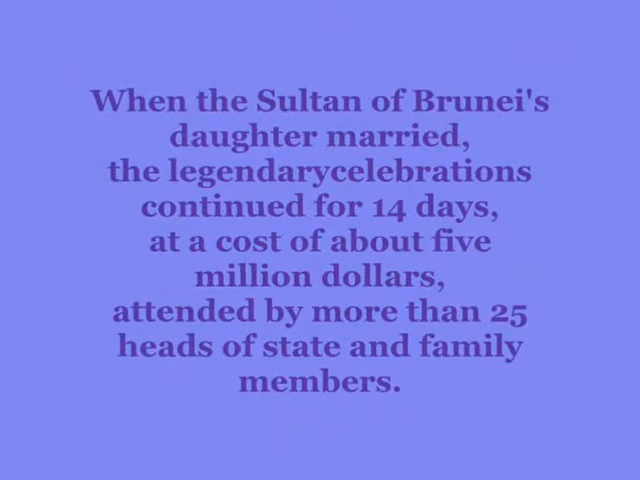 When the Sultan of Brunei's
daughter married,
the legendarycelebrations
continued for 14 days,
at a cost of about five
million dollars,
attended by more than 25
heads of state and family
members.